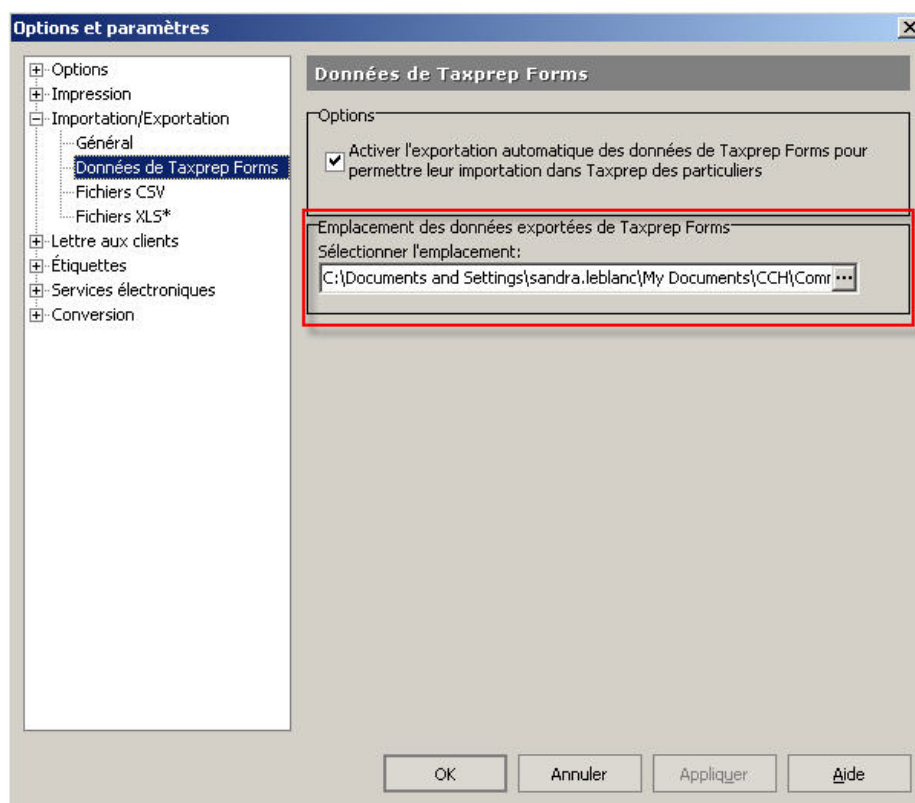 Options et paramètres
Options
Impression
Importation/Exportation
Général
Données de Taxprep Forms
Fichiers CSV
Fichiers XLS*
Lettre aux clients
Étiquettes
Services électroniques
Conversion
Données de Taxprep Forms
Options
Activer l'exportation automatique des données de Taxprep Forms pour
permettre leur importation dans Taxprep des particuliers
Emplacement des données exportées de Taxprep Forms
Sélectionner l'emplacement:
C:\Documents and Settings\sandra.leblanc\My Documents\CCH\Com
OK Annuler Appliquer Aide